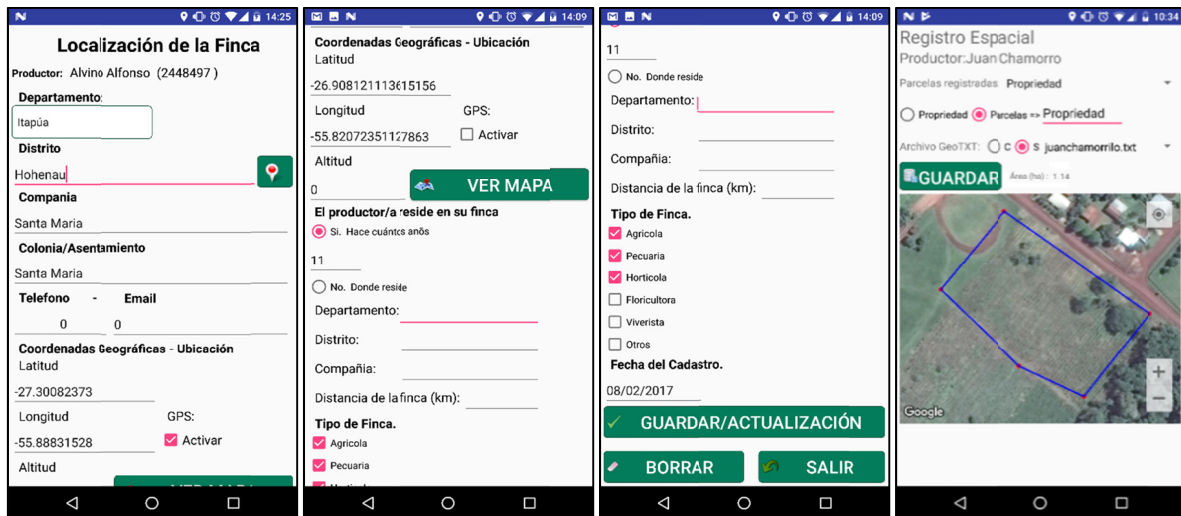 14:25
Localización de la Finca
Productor: Alvino Alfonso (2448497 )
Departamento:
Itapúa
Distrito
Hohenau
Compania
Santa Maria
Colonia/Asentamiento
Santa Maria
Telefono - Email
0 0
Coordenadas Geográficas - Ubicación
Latitud
-27.30082373
Longitud GPS:
-55.88831528 Activar
Altitud
VER MAPA
14:09
Coordenadas Geográficas - Ubicación
Latitud
-26.908121113615156
Longitud GPS:
-55.82072351127863 Activar
Altitud
0 VER MAPA
El productor/a reside en su finca
Si. Hace cuántos anõs
11
No. Donde reside
Departamento:
Distrito:
Compañia:
Distancia de la finca (km):
Tipo de Finca.
Agricola
Pecuaria
Horticola
14:09
11
No. Donde reside
Departamento:
Distrito:
Compañia:
Distancia de la finca (km):
Tipo de Finca.
Agricola
Pecuaria
Horticola
Floricultora
Viverista
Otros
Fecha del Cadastro.
08/02/2017
GUARDAR/ACTUALIZACIÓN
BORRAR SALIR
10:34
Registro Espacial
Productor:Juan Chamorro
Parcelas registradas Propriedad
Propriedad Parcelas => Propriedad
Archivo GeoTXT: C S juanchamorrilo.txt
GUARDAR Área (ha): 1.14
Google